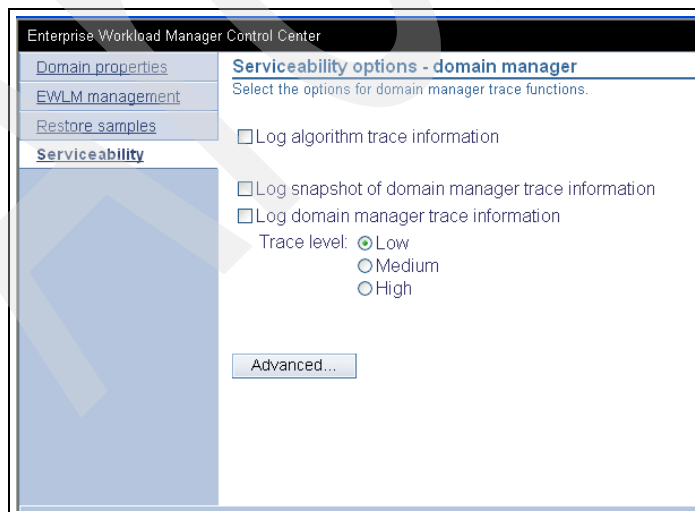 Enterprise Workload Manager Control Center
Domain properties
EWLM management
Restore samples
Serviceability
Serviceability options - domain manager
Select the options for domain manager trace functions.
Log algorithm trace information
Log snapshot of domain manager trace information
Log domain manager trace information
Trace level: Low
Medium
High
Advanced...